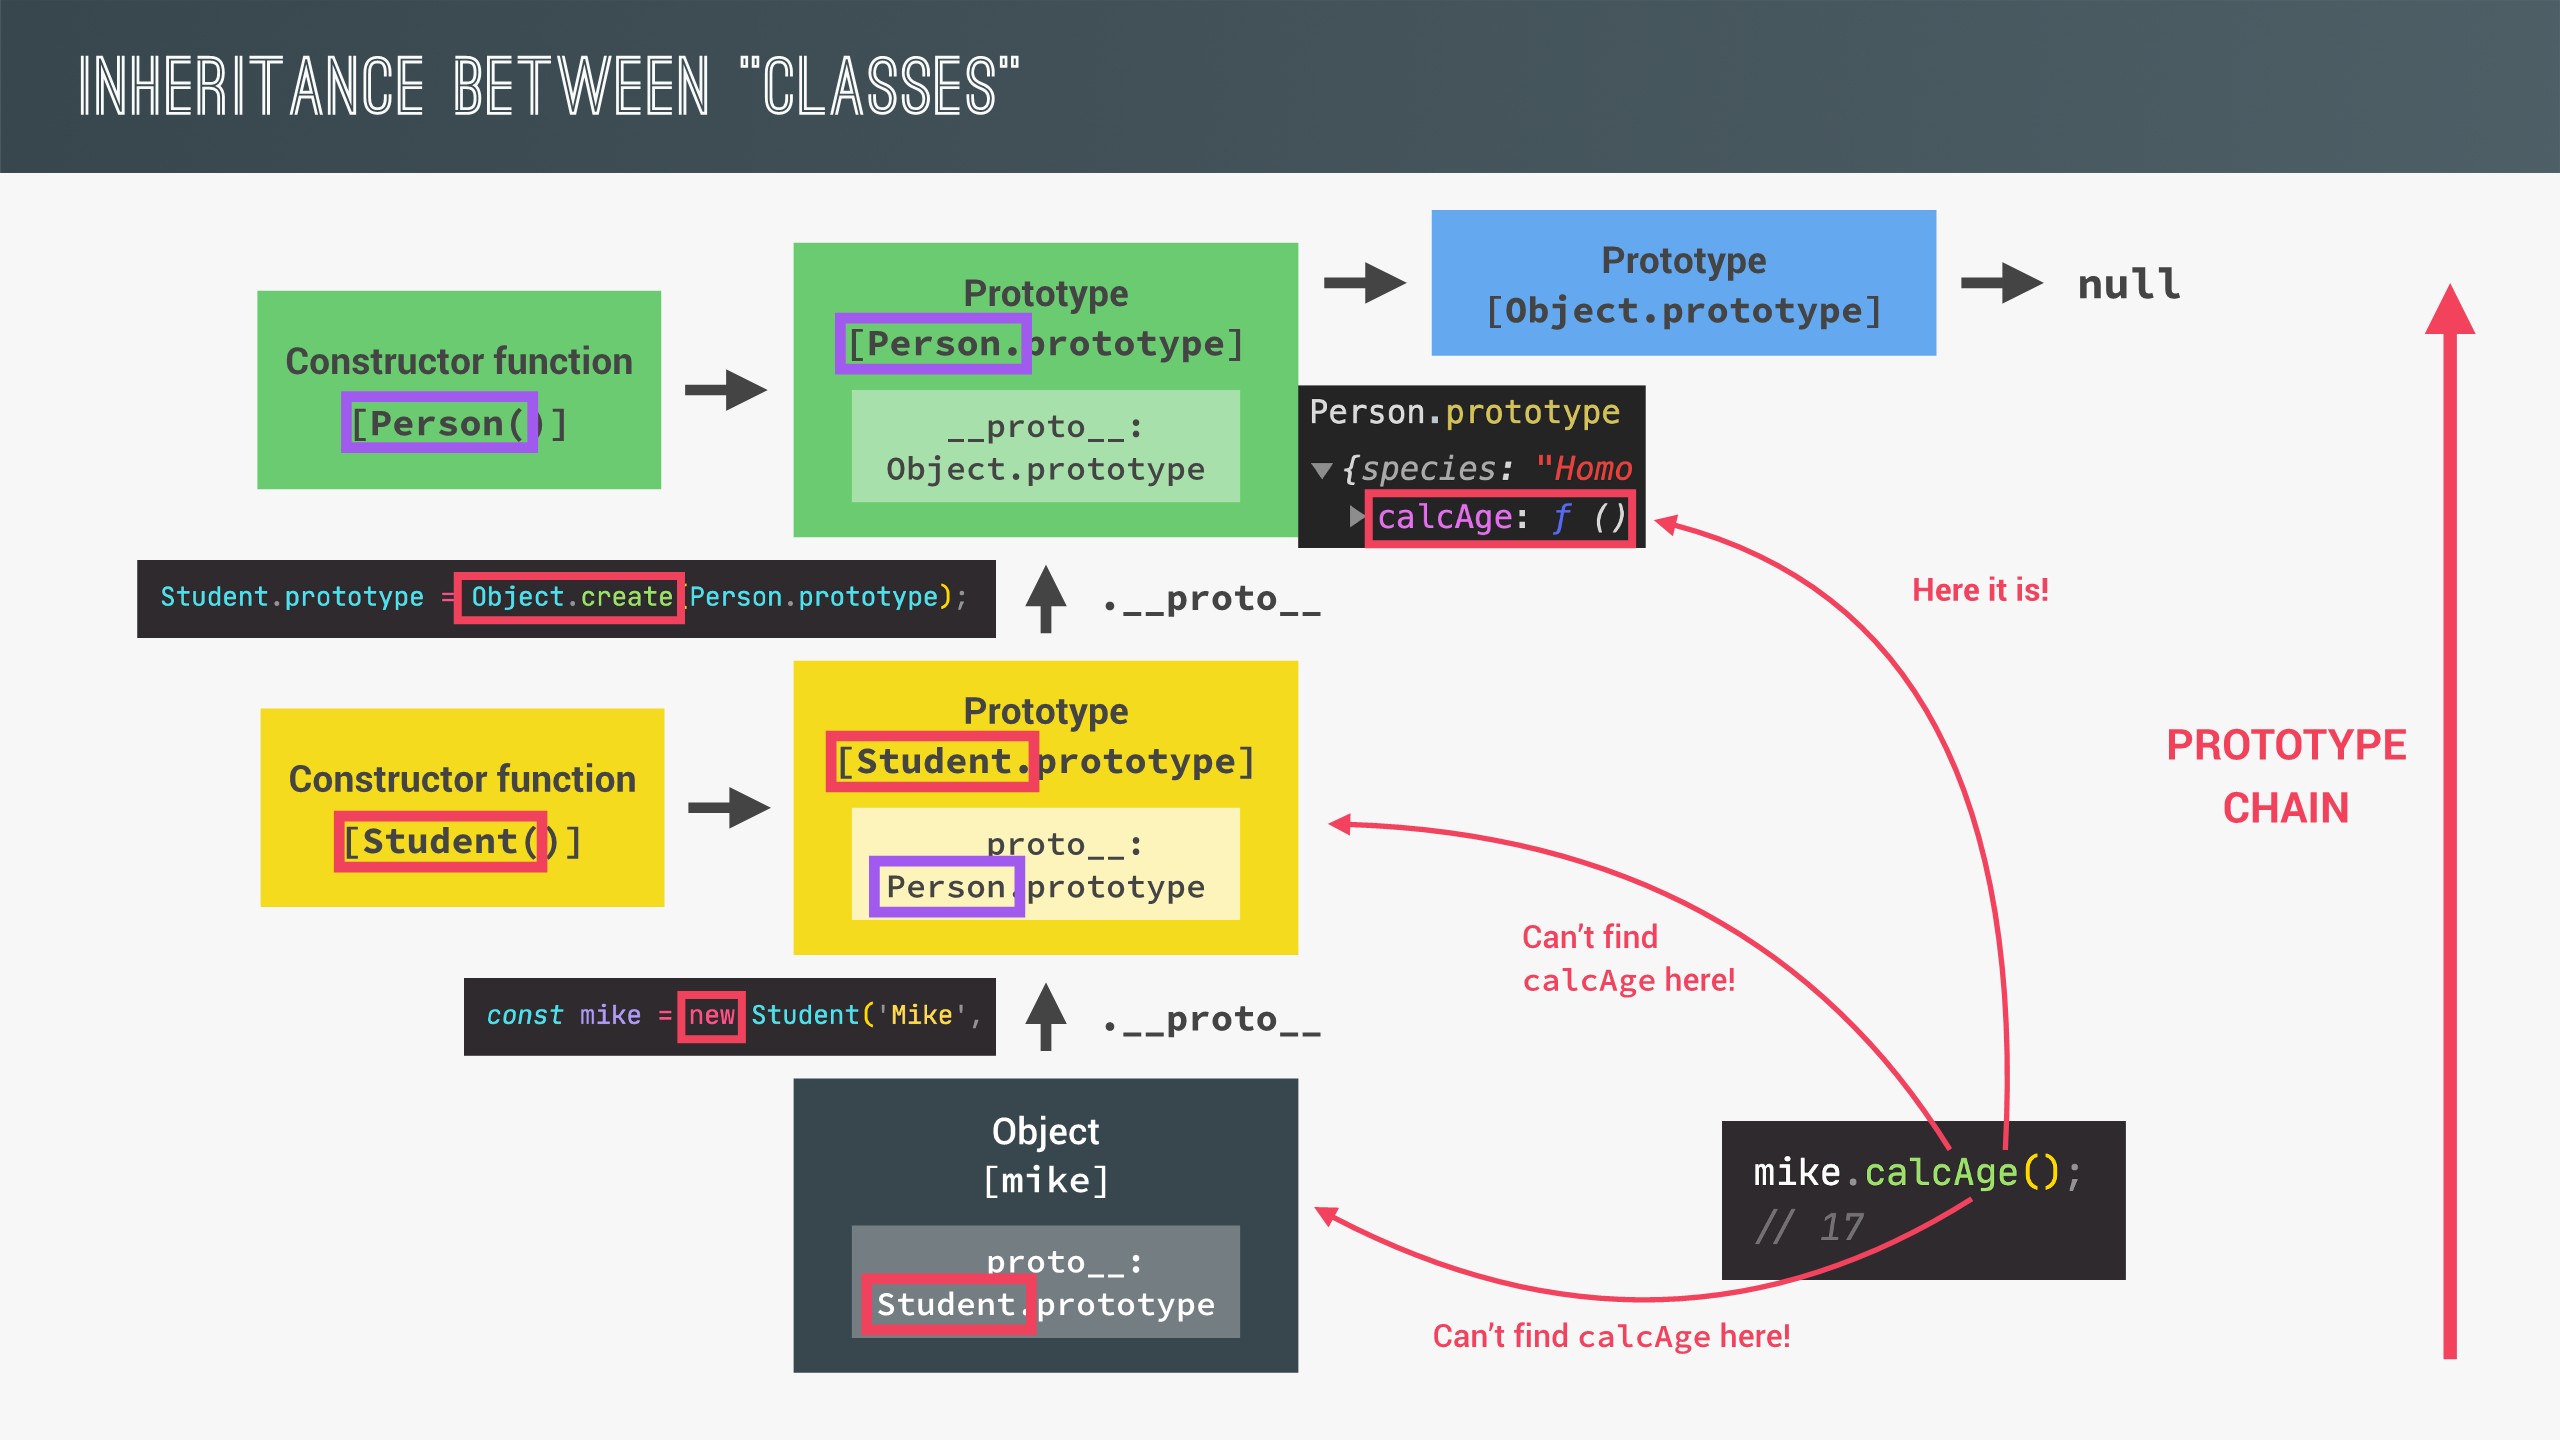 INHERITANCE BETWEEN "CLASSES"
Constructor function
[Person()]
Prototype
[Person.prototype]
__proto__:
Object.prototype
Prototype
[Object.prototype]
null
Person.prototype
{species: "Homo
calcAge: ƒ ()
Student.prototype = Object.create(Person.prototype);
.__proto__
Here it is!
Constructor function
[Student()]
Prototype
[Student.prototype]
proto__:
Person.prototype
PROTOTYPE
CHAIN
Can’t find
calcAge here!
const mike = new Student('Mike',
.__proto__
Object
[mike]
proto__:
Student.prototype
mike.calcAge();
// 17
Can’t find calcAge here!